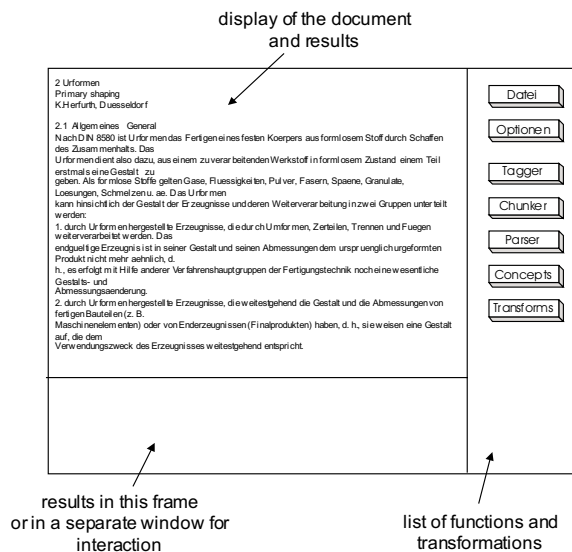 display of the document
and results
2 Urformen
Primary shaping
K.Herfurth, Duesseldorf
2.1 Allgemeines General
Nach DIN 8580 ist Urformen das Fertigen eines festen Koerpers aus formlosem Stoff durch Schaffen
des Zusammenhalts. Das
Urformen dient also dazu, aus einem zu verarbeitenden Werkstoff in formlosem Zustand einem Teil
erstmals eine Gestalt zu
geben. Als formlose Stoffe gelten Gase, Fluessigkeiten, Pulver, Fasern, Spaene, Granulate,
Loesungen, Schmelzen u. ae. Das Urformen
kann hinsichtlich der Gestalt der Erzeugnisse und deren Weiterverarbeitung in zwei Gruppen unterteilt
werden:
1. durch Urformen hergestellte Erzeugnisse, die durch Umformen, Zerteilen, Trennen und Fuegen
weiterverarbeitet werden. Das
endgueltige Erzeugnis ist in seiner Gestalt und seinen Abmessungen dem urspruenglich urgeformten
Produkt nicht mehr aehnlich, d.
h., es erfolgt mit Hilfe anderer Verfahrenshauptgruppen der Fertigungstechnik noch eine wesentliche
Gestalts- und
Abmessungsaenderung.
2. durch Urformen hergestellte Erzeugnisse, die weitestgehend die Gestalt und die Abmessungen von
fertigen Bauteilen (z. B.
Maschinenelementen) oder von Enderzeugnissen (Finalprodukten) haben, d. h., sie weisen eine Gestalt
auf, die dem
Verwendungszweck des Erzeugnisses weitestgehend entspricht.
Datei
Optionen
Tagger
Chunker
Parser
Concepts
Transforms
results in this frame
or in a separate window for
interaction
list of functions and
transformations